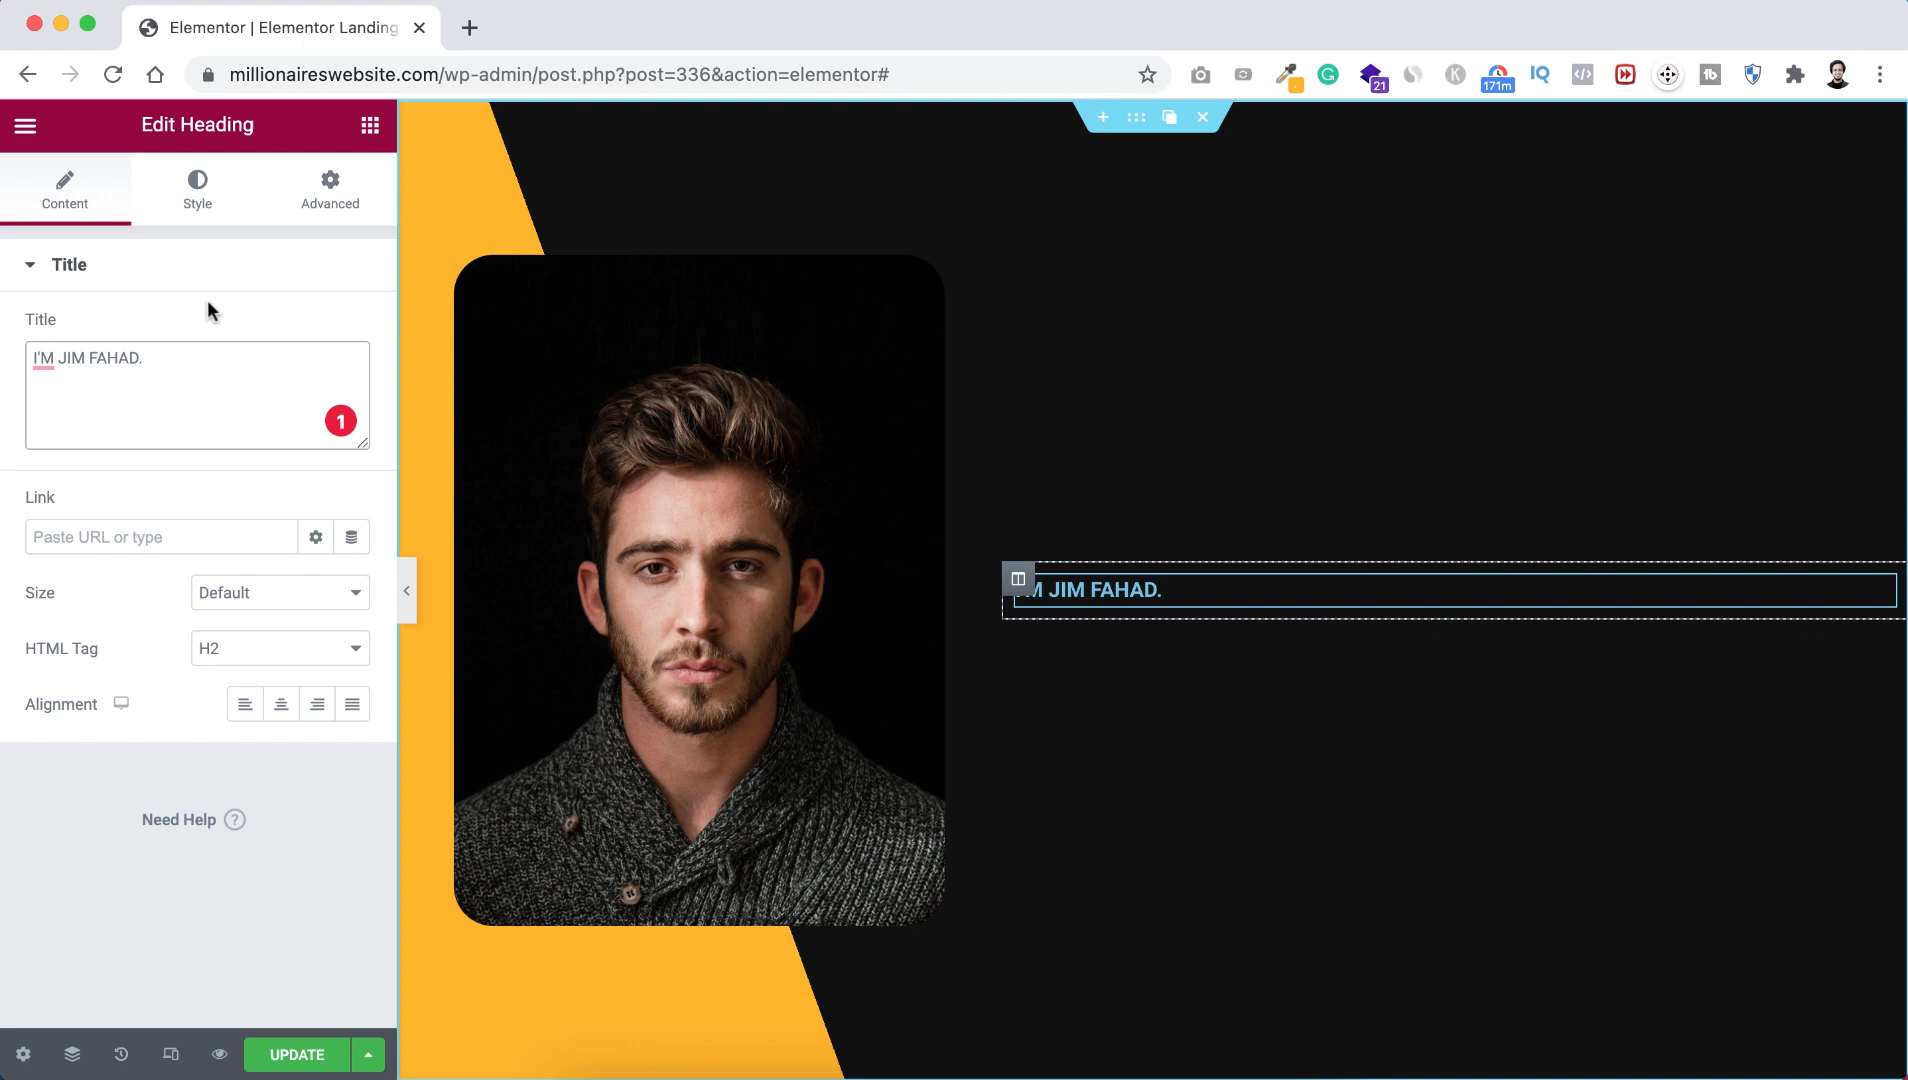 Elementor | Elementor Landing
millionaireswebsite.com/wp-admin/post.php?post=336&action=elementor#
21
K
171m
IQ
</>
tb
Edit Heading
Content
Style
Advanced
Title
Title
I'M JIM FAHAD.
1
Link
Paste URL or type
Size
Default
HTML Tag
H2
Alignment
Need Help ?
UPDATE
M JIM FAHAD.